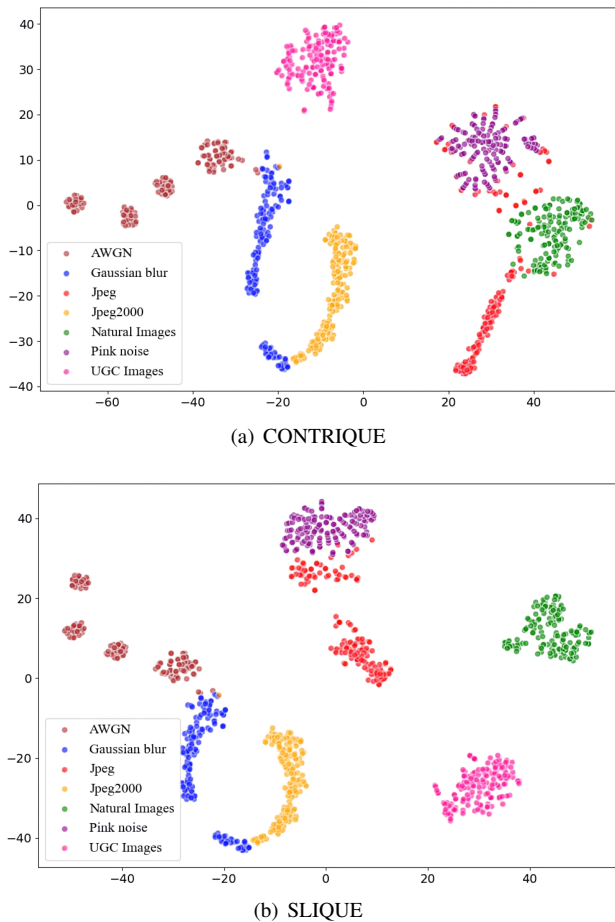 40
30
20
10
0
−10
−20
−30
−40
AWGN
Gaussian blur
Jpeg
Jpeg2000
Natural Images
Pink noise
UGC Images
−60 −40 −20 0 20 40
(a) CONTRIQUE
40
20
0
−20
−40
AWGN
Gaussian blur
Jpeg
Jpeg2000
Natural Images
Pink noise
UGC Images
−40 −20 0 20 40
(b) SLIQUE